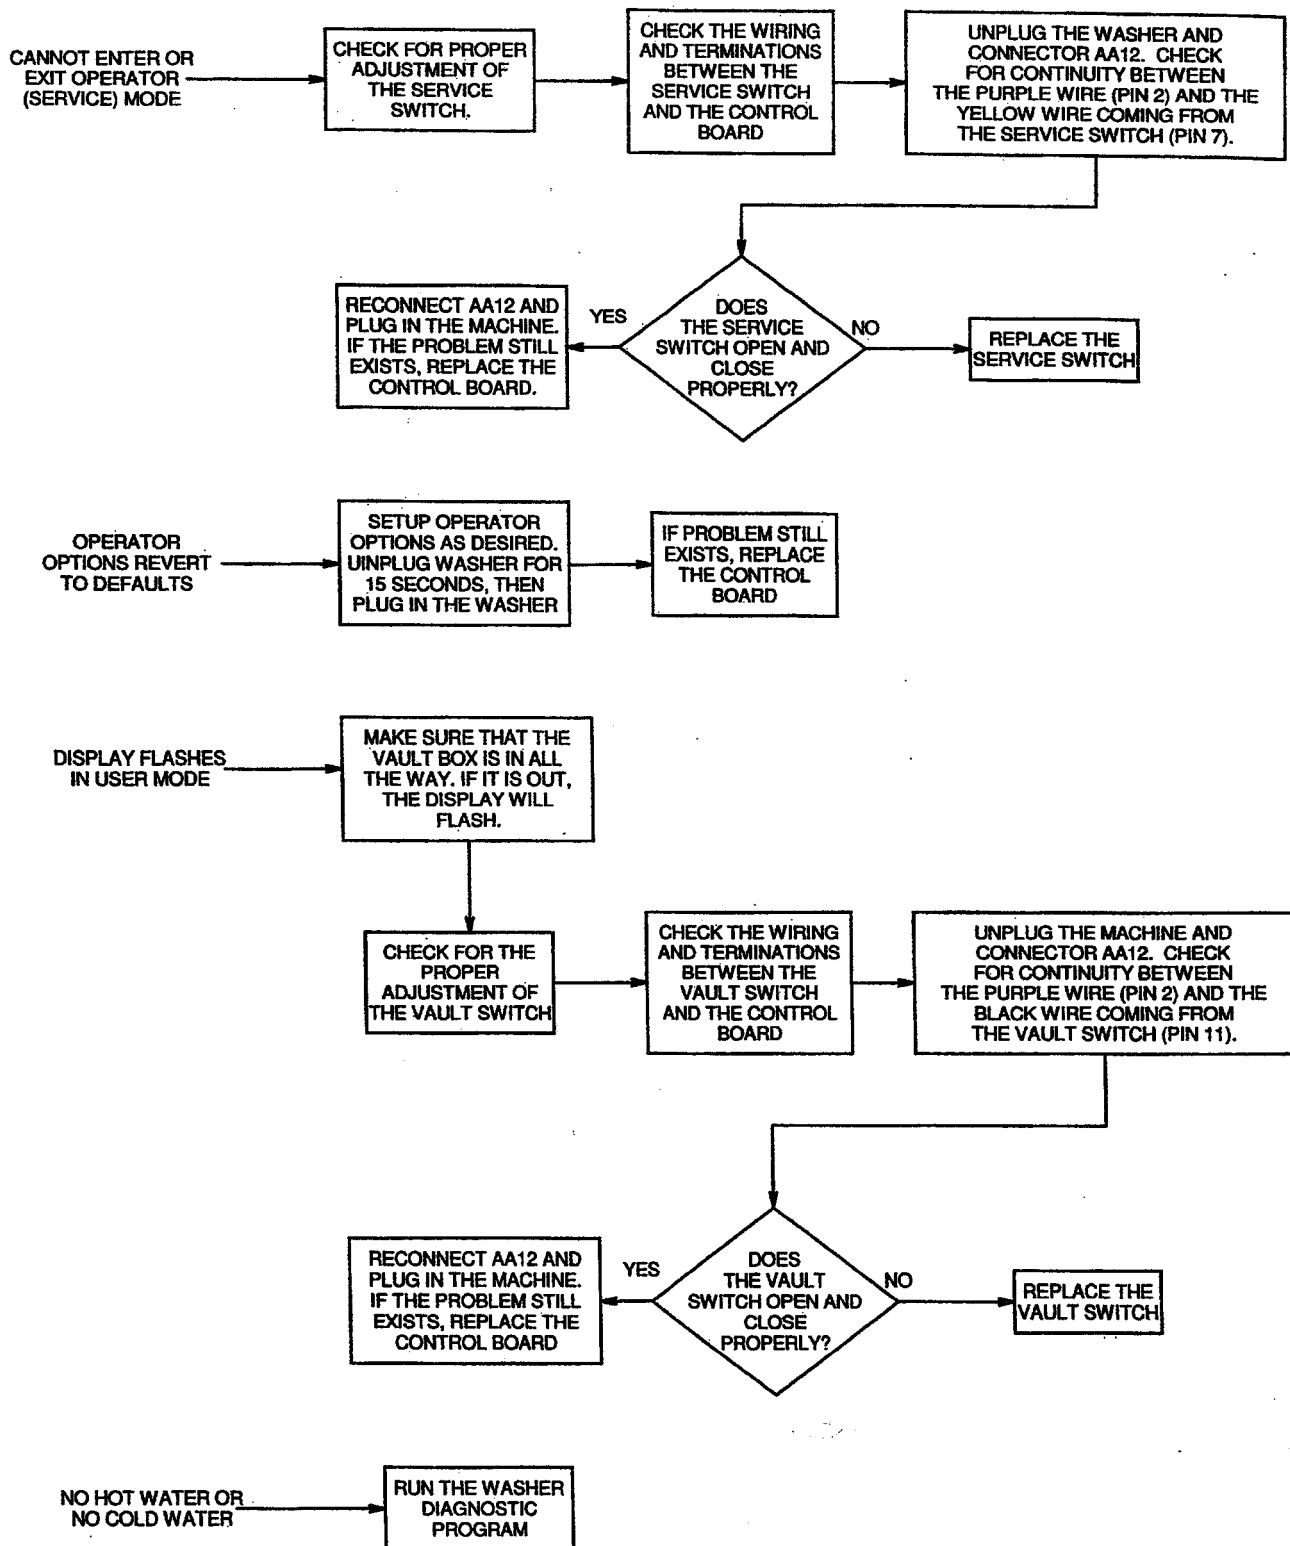 CANNOT ENTER OR
EXIT OPERATOR
(SERVICE) MODE
CHECK FOR PROPER
ADJUSTMENT OF
THE SERVICE
SWITCH.
CHECK THE WIRING
AND TERMINATIONS
BETWEEN THE
SERVICE SWITCH
AND THE CONTROL
BOARD
UNPLUG THE WASHER AND
CONNECTOR AA12. CHECK
FOR CONTINUITY BETWEEN
THE PURPLE WIRE (PIN 2) AND THE
YELLOW WIRE COMING FROM
THE SERVICE SWITCH (PIN 7).
RECONNECT AA12 AND
PLUG IN THE MACHINE.
IF THE PROBLEM STILL
EXISTS, REPLACE THE
CONTROL BOARD.
YES
DOES
THE SERVICE
SWITCH OPEN AND
CLOSE
PROPERLY?
NO
REPLACE THE
SERVICE SWITCH
OPERATOR
OPTIONS REVERT
TO DEFAULTS
SETUP OPERATOR
OPTIONS AS DESIRED.
UINPLUG WASHER FOR
15 SECONDS, THEN
PLUG IN THE WASHER
IF PROBLEM STILL
EXISTS, REPLACE
THE CONTROL
BOARD
DISPLAY FLASHES
IN USER MODE
MAKE SURE THAT THE
VAULT BOX IS IN ALL
THE WAY. IF IT IS OUT,
THE DISPLAY WILL
FLASH.
CHECK FOR THE
PROPER
ADJUSTMENT OF
THE VAULT SWITCH
CHECK THE WIRING
AND TERMINATIONS
BETWEEN THE
VAULT SWITCH
AND THE CONTROL
BOARD
UNPLUG THE MACHINE AND
CONNECTOR AA12. CHECK
FOR CONTINUITY BETWEEN
THE PURPLE WIRE (PIN 2) AND THE
BLACK WIRE COMING FROM
THE VAULT SWITCH (PIN 11).
RECONNECT AA12 AND
PLUG IN THE MACHINE.
IF THE PROBLEM STILL
EXISTS, REPLACE THE
CONTROL BOARD
YES
DOES
THE VAULT
SWITCH OPEN AND
CLOSE
PROPERLY?
NO
REPLACE THE
VAULT SWITCH
NO HOT WATER OR
NO COLD WATER
RUN THE WASHER
DIAGNOSTIC
PROGRAM